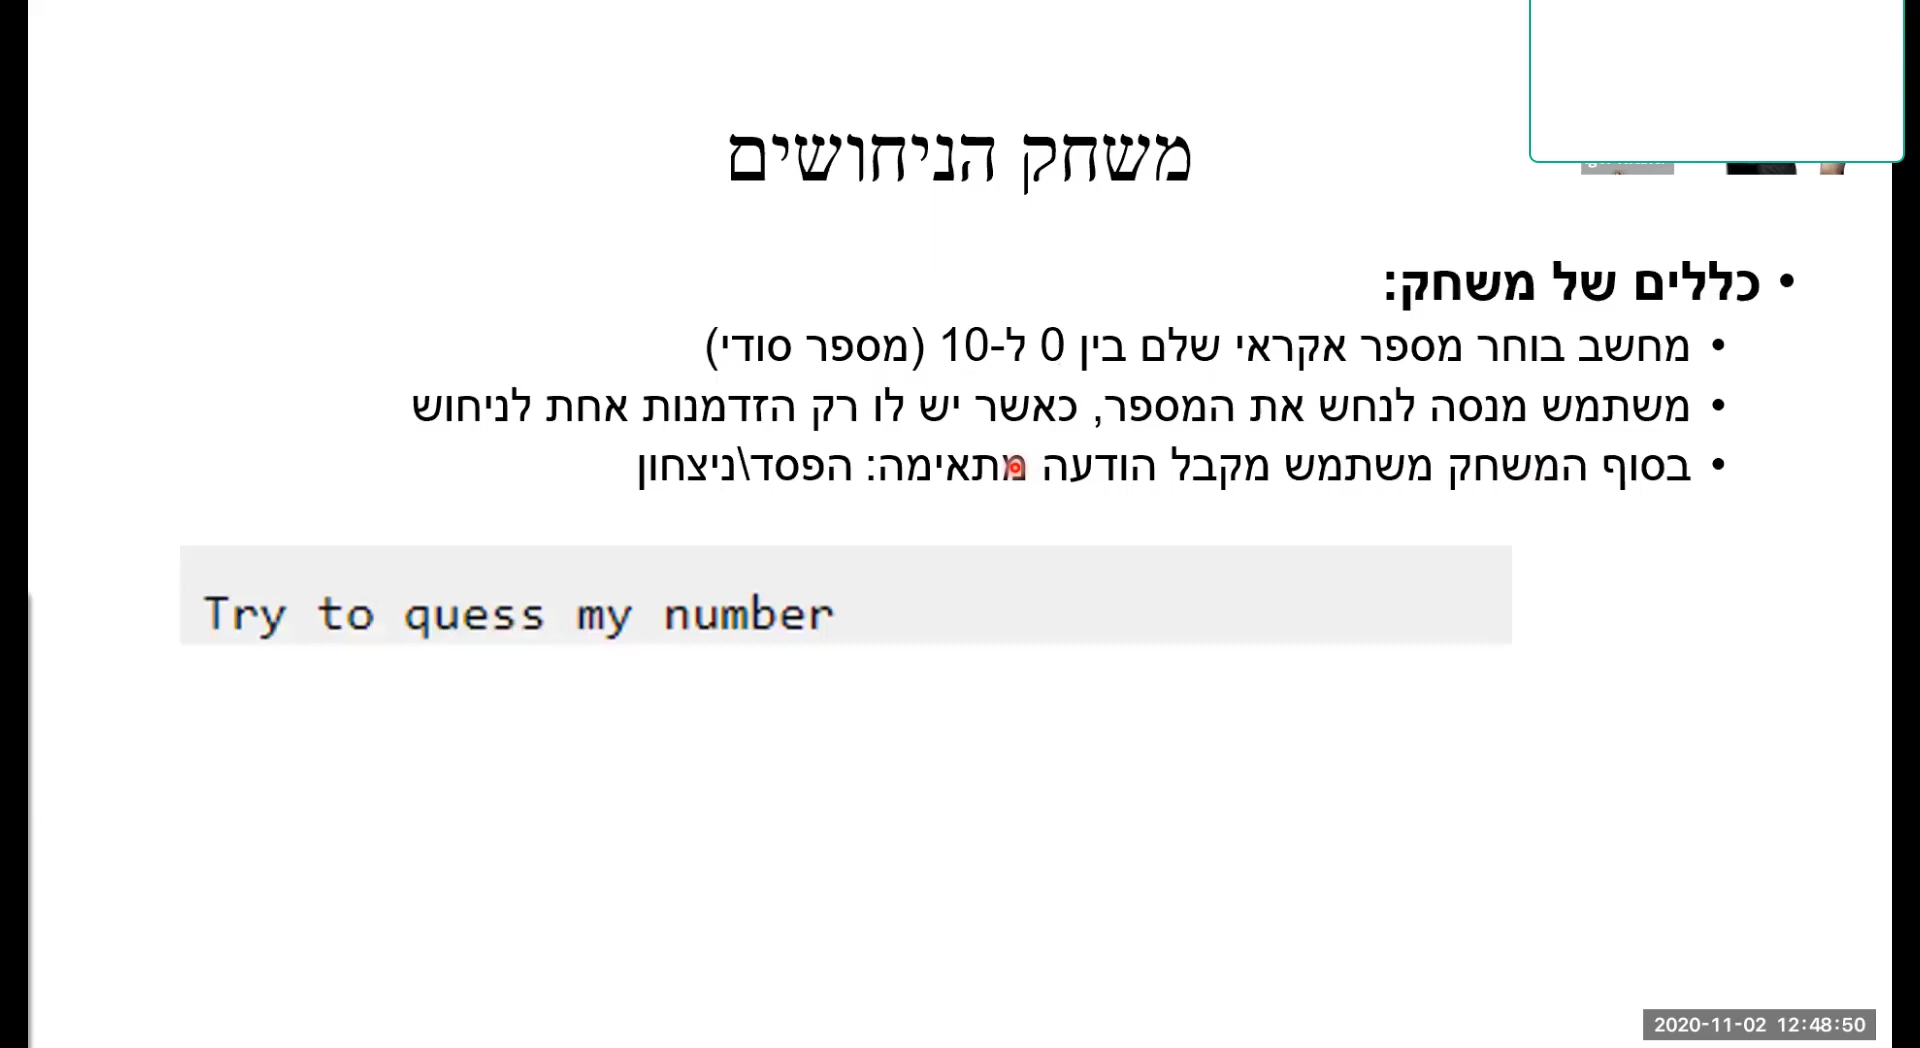 משחק הניחושים
• כללים של משחק:
• מחשב בוחר מספר אקראי שלם בין 0 ל-10 (מספר סודי)
• משתמש מנסה לנחש את המספר, כאשר יש לו רק הזדמנות אחת לניחוש
• בסוף המשחק משתמש מקבל הודעה מתאימה: הפסד\ניצחון
Try to quess my number
2020-11-02 12:48:50